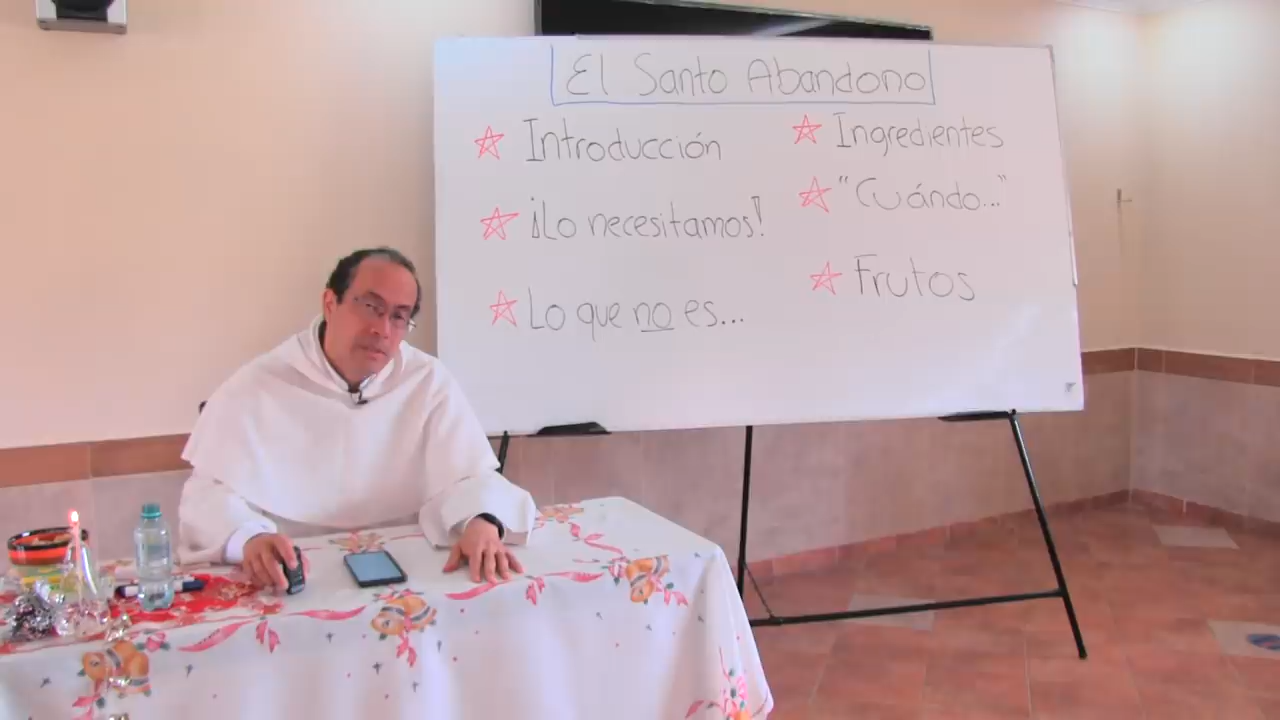 El Santo Abandono
Introducción
¡Lo necesitamos!
Lo que no es...
Ingredientes
"Cuándo..."
Frutos